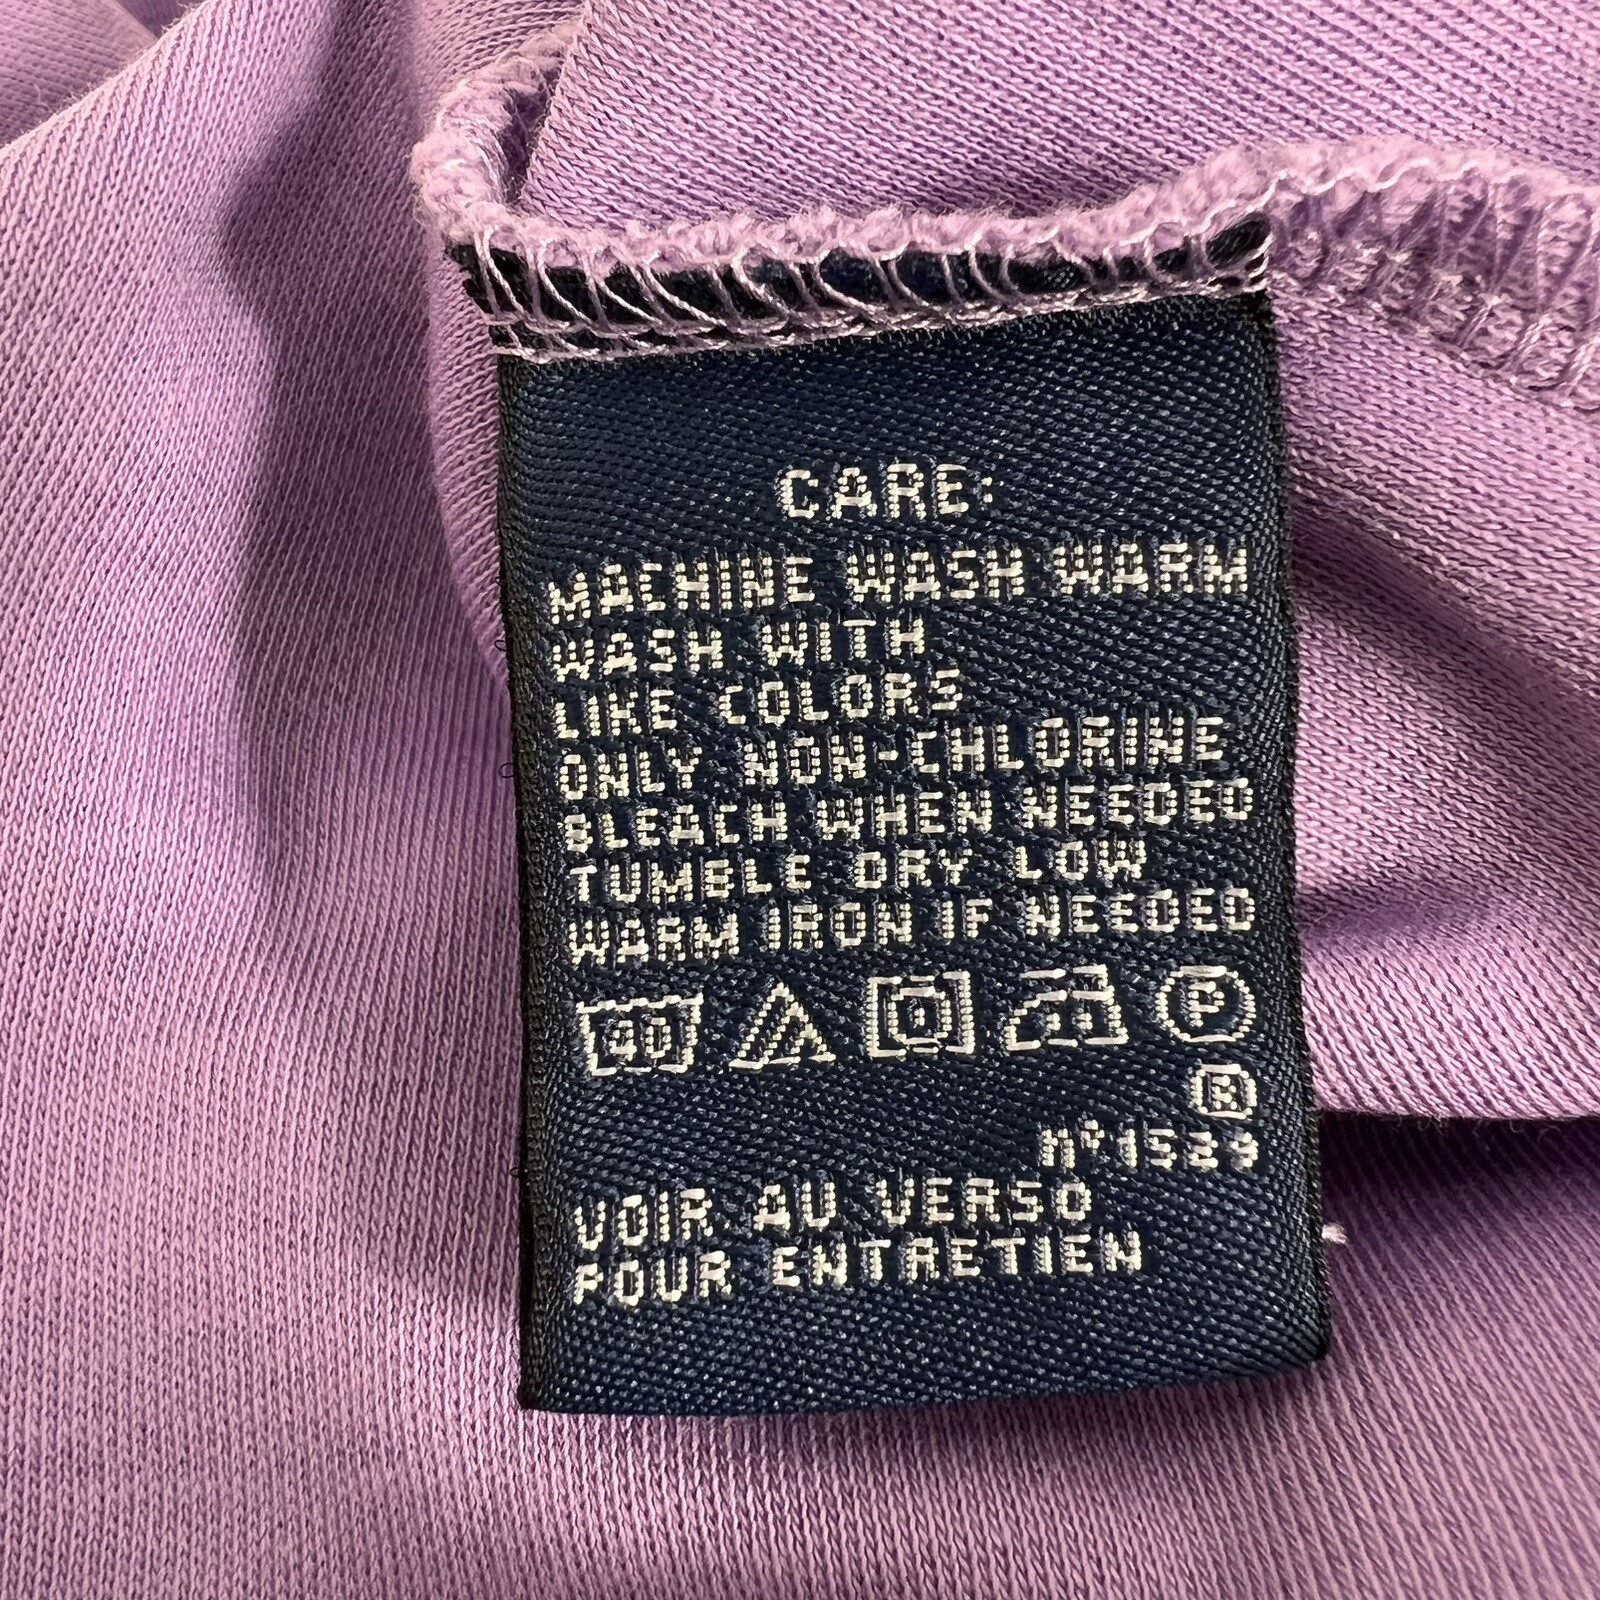 CARE:
MACHINE WASH WARM
WASH WITH
LIKE COLORS
ONLY NON-CHLORINE
BLEACH WHEN NEEDED
TUMBLE DRY LOW
WARM IRON IF NEEDED
40 P
®
VOIR AU VERSO
POUR ENTRETIEN